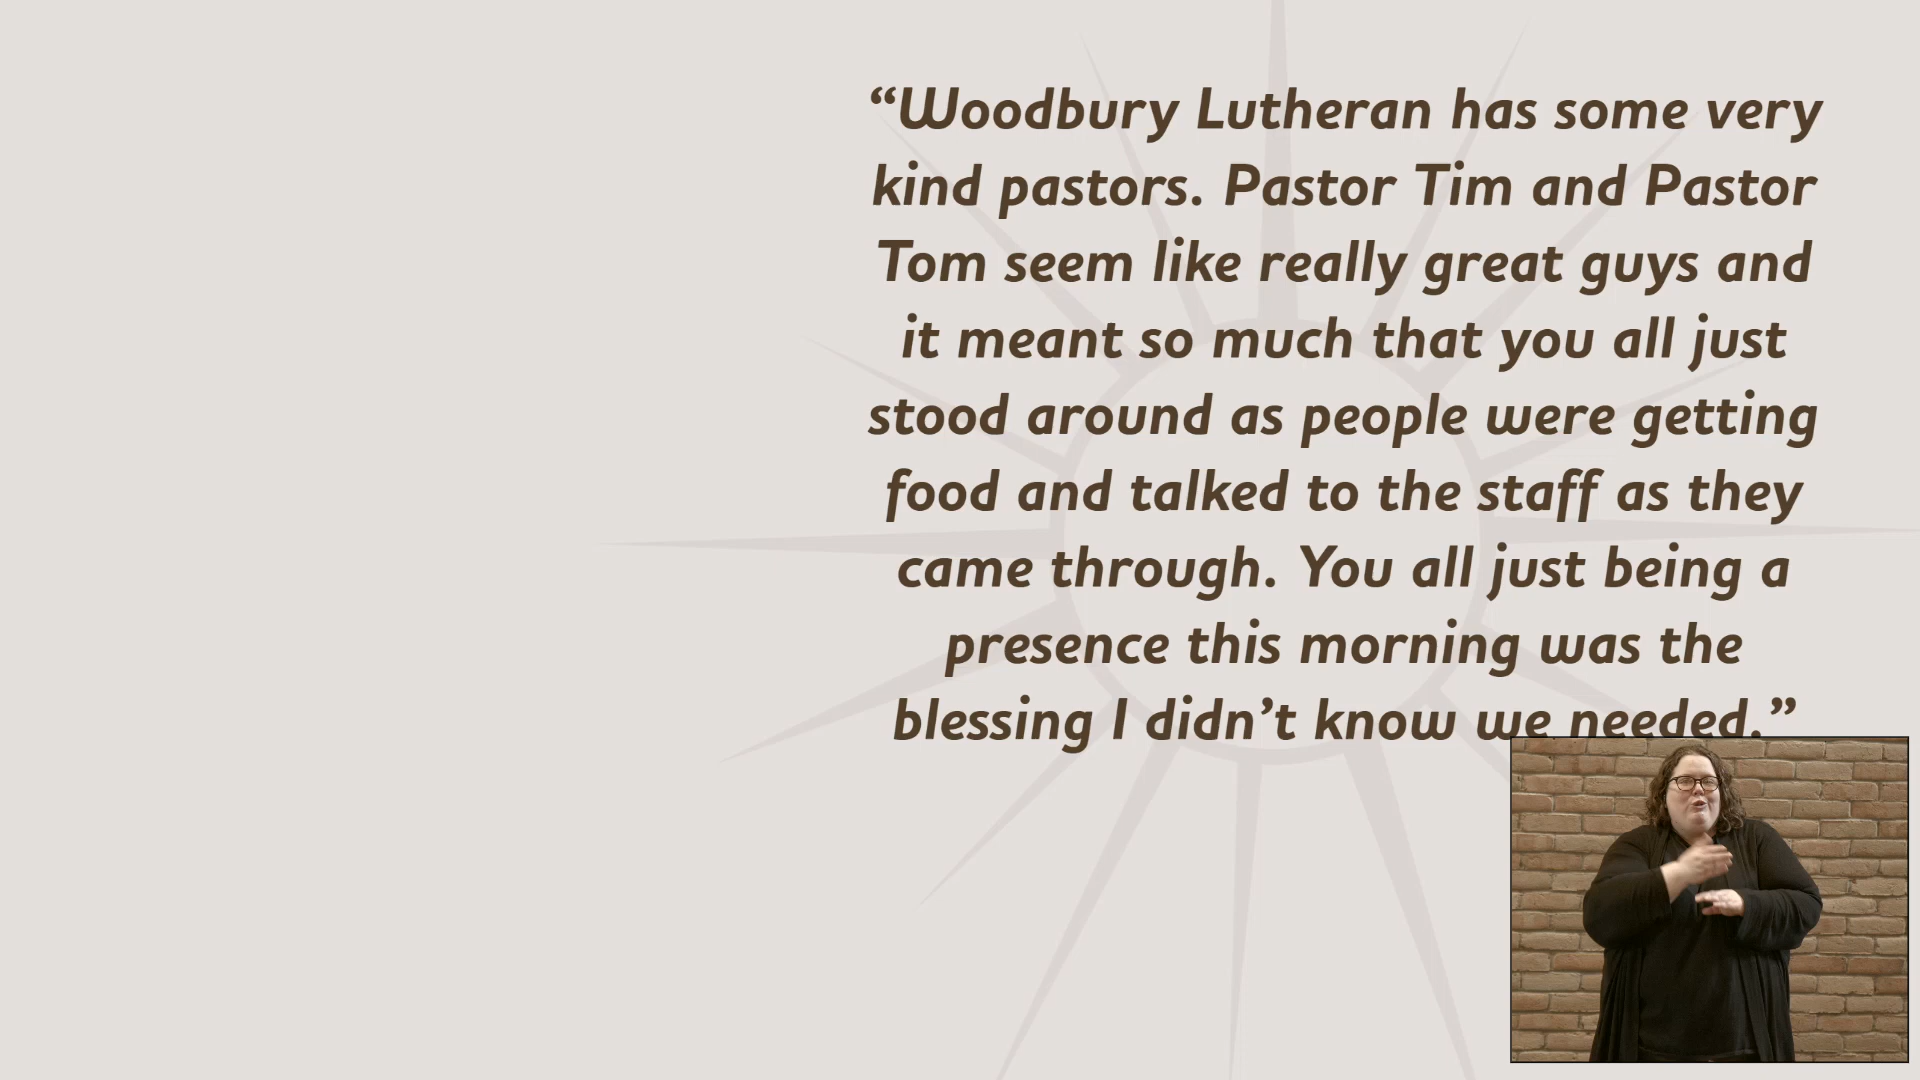 “Woodbury Lutheran has some very
kind pastors. Pastor Tim and Pastor
Tom seem like really great guys and
it meant so much that you all just
stood around as people were getting
food and talked to the staff as they
came through. You all just being a
presence this morning was the
blessing I didn’t know we needed.”